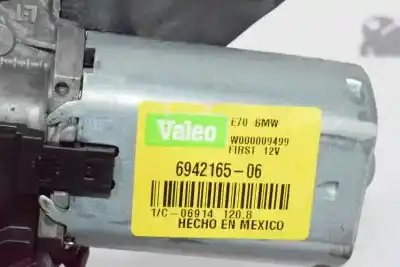 Valeo
E70 BMW
W000009499
FIRST 12V
6942165-06
1/C-06914 120.8
HECHO EN MEXICO